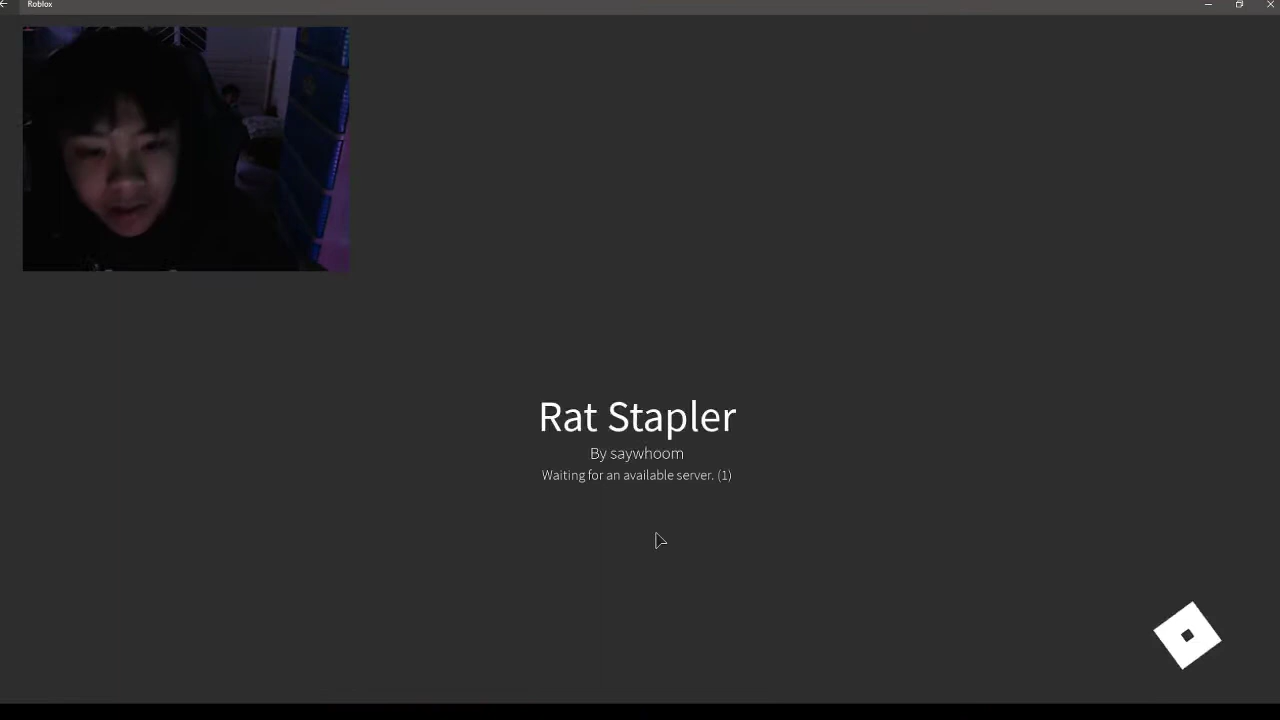 Roblox
Rat Stapler
By saywhoom
Waiting for an available server. (1)